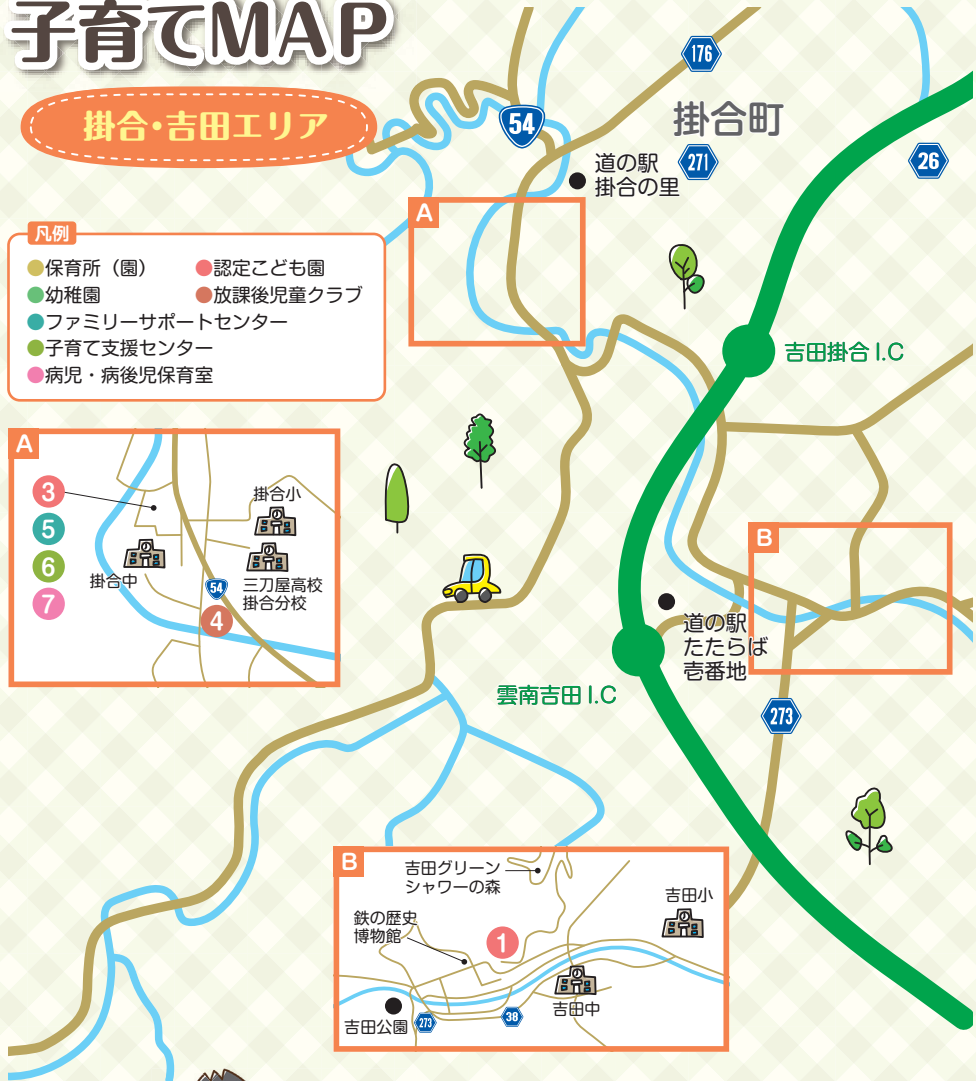 子育てMAP
掛合・吉田エリア
176
54
掛合町
271
26
道の駅
掛合の里
A
凡例
保育所（園）
認定こども園
幼稚園
放課後児童クラブ
ファミリーサポートセンター
子育て支援センター
病児・病後児保育室
吉田掛合 I.C
A
3
5
6
7
掛合小
掛合中
三刀屋高校
掛合分校
54
4
B
道の駅
たたらば
壱番地
雲南吉田 I.C
273
B
吉田グリーン
シャワーの森
吉田小
鉄の歴史
博物館
1
吉田中
吉田公園
273
38